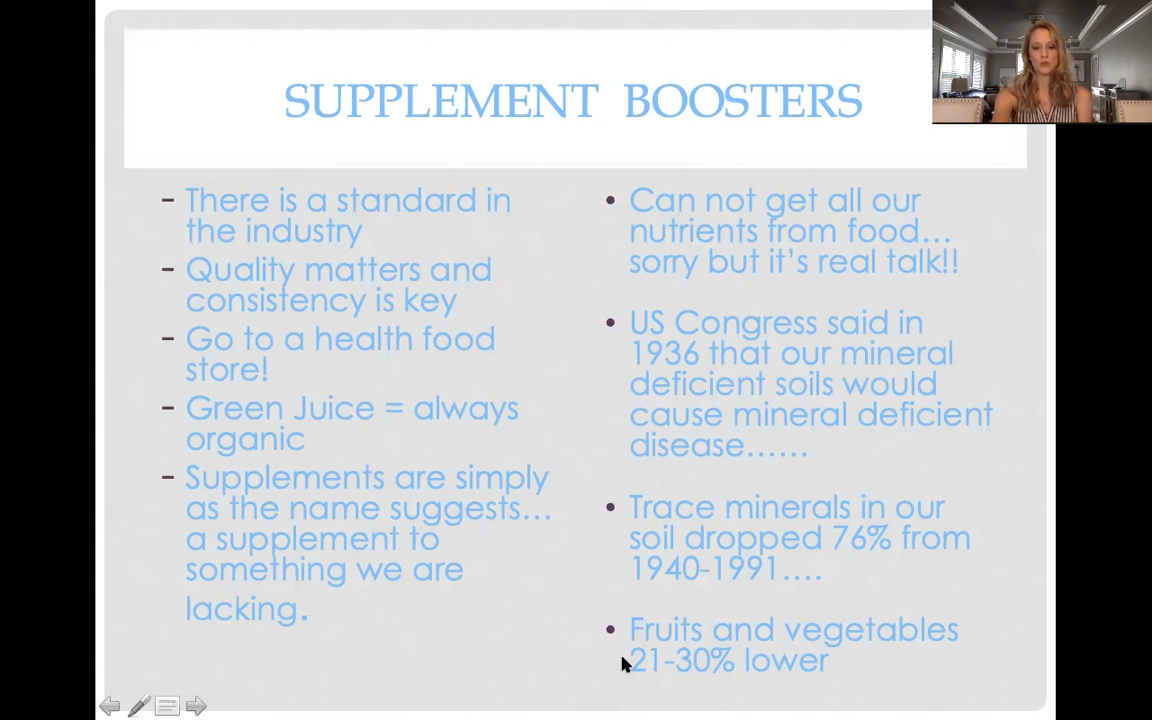 SUPPLEMENT BOOSTERS
- There is a standard in
the industry
- Quality matters and
consistency is key
- Go to a health food
store!
- Green Juice = always
organic
- Supplements are simply
as the name suggests…
a supplement to
something we are
lacking.
• Can not get all our
nutrients from food…
sorry but it's real talk!!
• US Congress said in
1936 that our mineral
deficient soils would
cause mineral deficient
disease……
• Trace minerals in our
soil dropped 76% from
1940-1991….
• Fruits and vegetables
21-30% lower